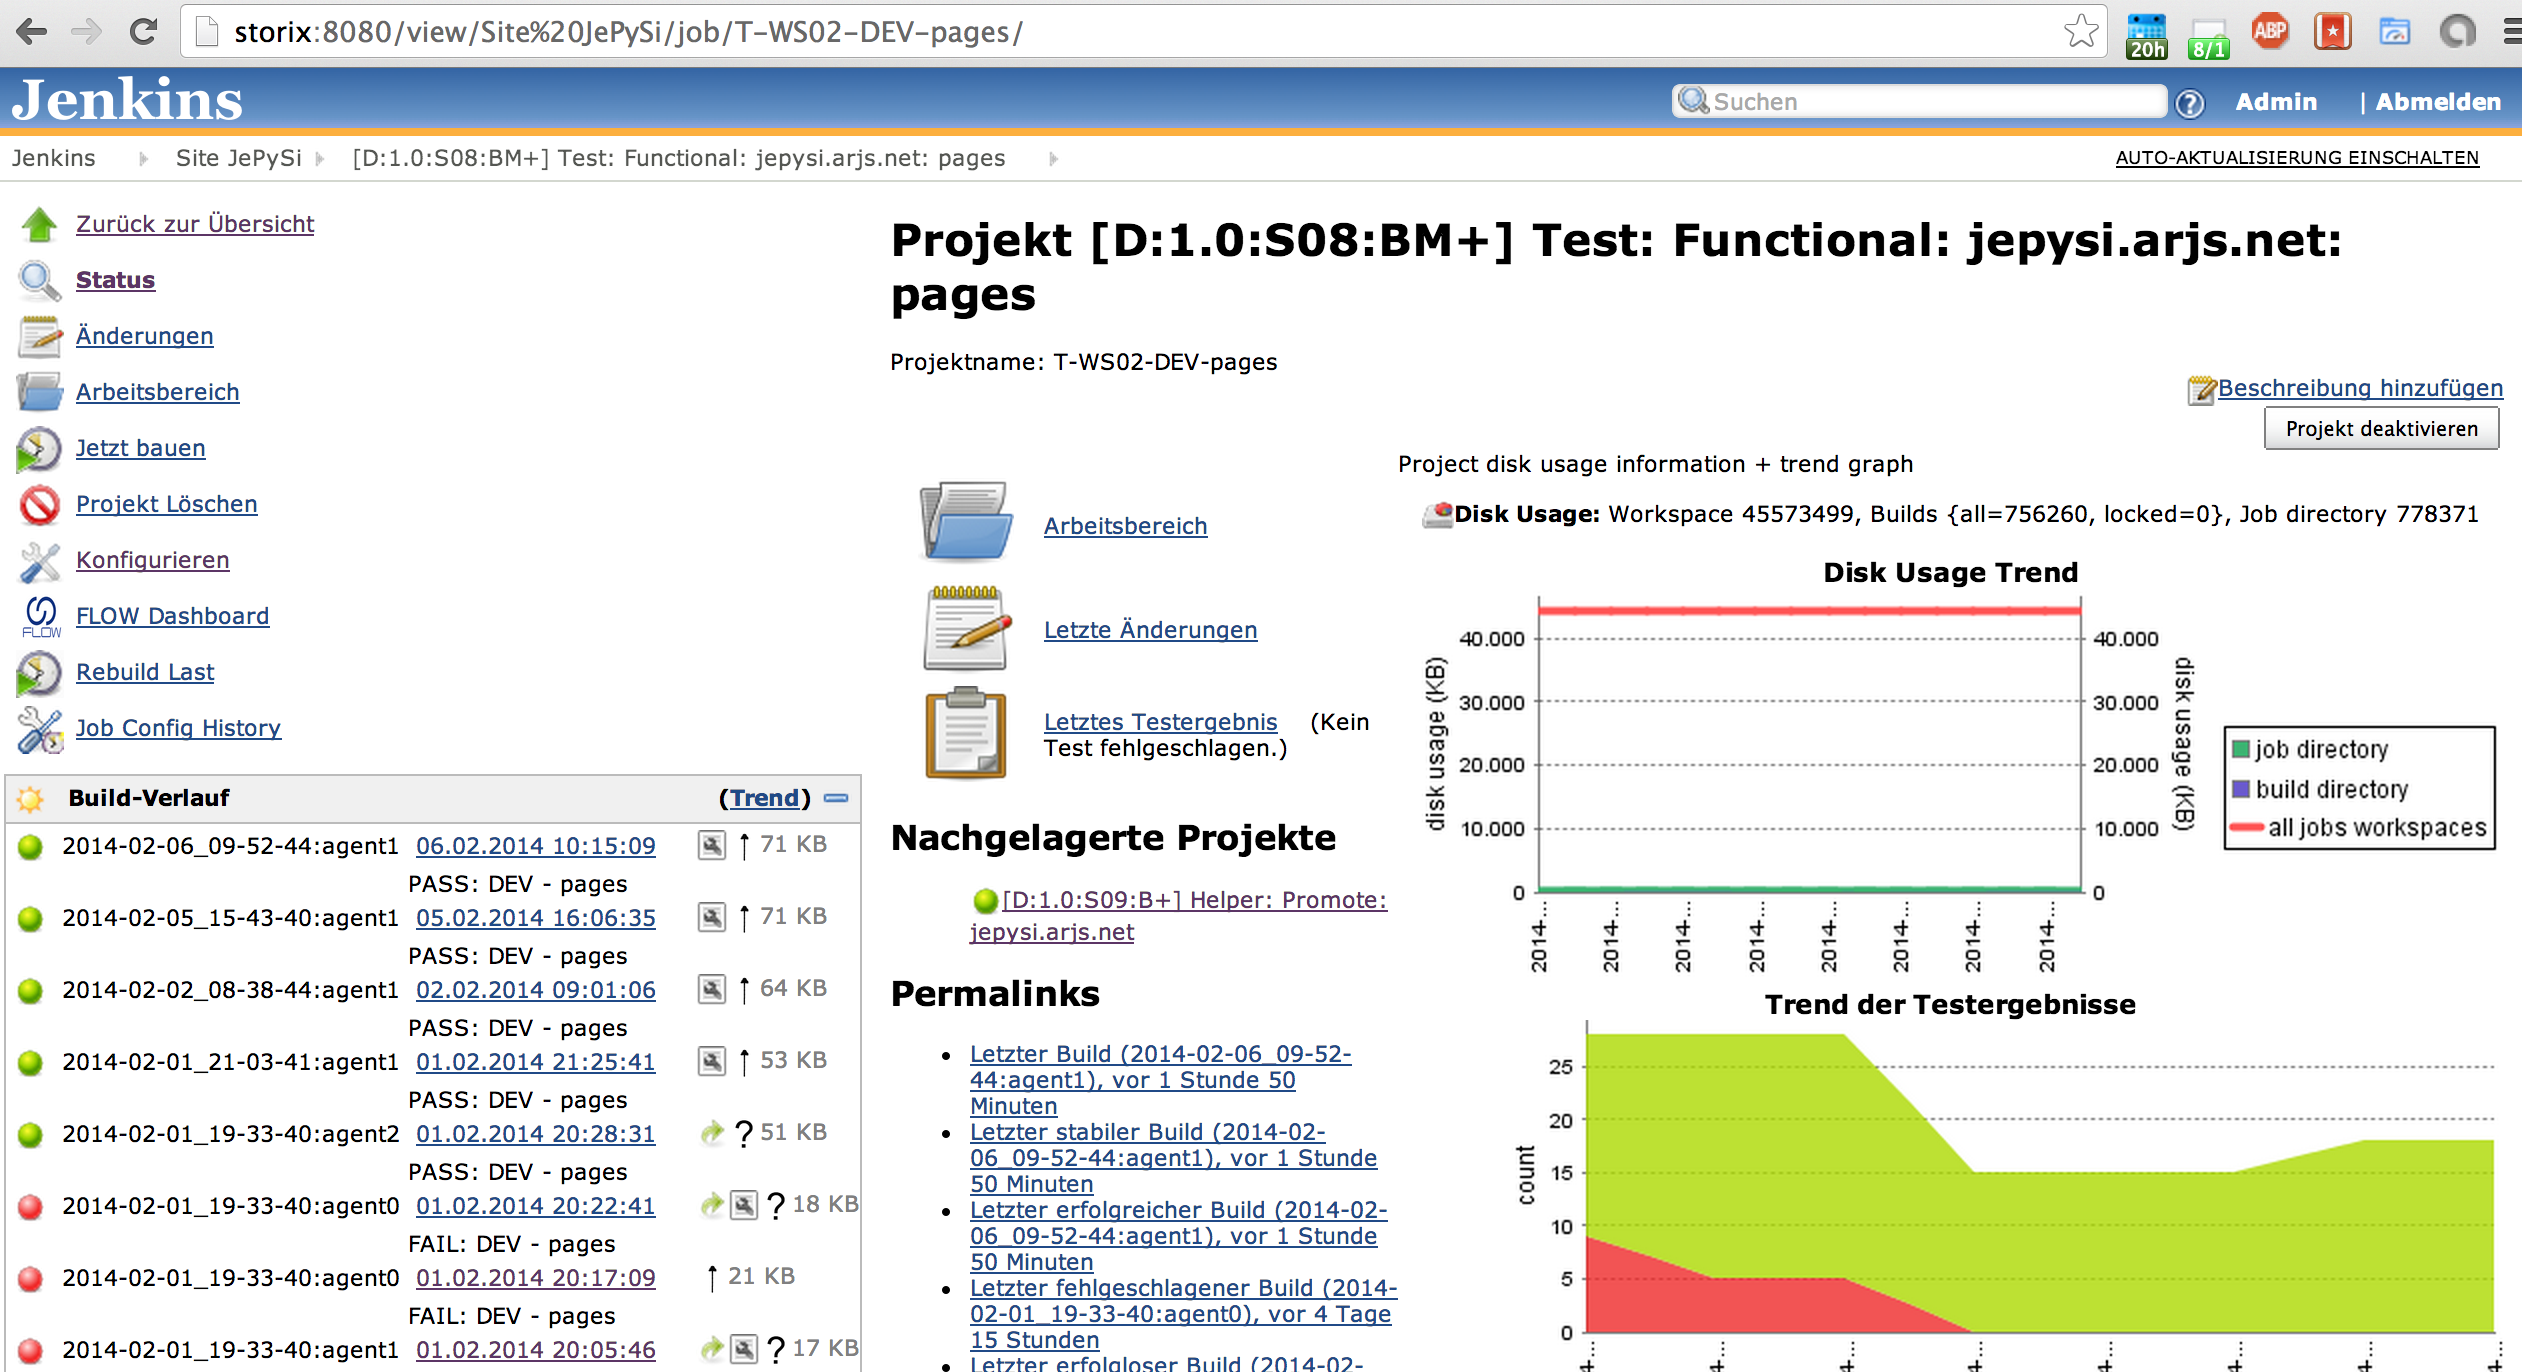 storix:8080/view/Site%20JePySi/job/T-WS02-DEV-pages/
20h
8/1
ABP
Jenkins
Suchen
?
Admin
| Abmelden
Jenkins
Site JePySi
[D:1.0:S08:BM+] Test: Functional: jepysi.arjs.net: pages
AUTO-AKTUALISIERUNG EINSCHALTEN
Zurück zur Übersicht
Status
Änderungen
Arbeitsbereich
Jetzt bauen
Projekt Löschen
Konfigurieren
FLOW
FLOW Dashboard
Rebuild Last
Job Config History
Build-Verlauf
(Trend)
2014-02-06_09-52-44:agent1 06.02.2014 10:15:09 71 KB
PASS: DEV - pages
2014-02-05_15-43-40:agent1 05.02.2014 16:06:35 71 KB
PASS: DEV - pages
2014-02-02_08-38-44:agent1 02.02.2014 09:01:06 64 KB
PASS: DEV - pages
2014-02-01_21-03-41:agent1 01.02.2014 21:25:41 53 KB
PASS: DEV - pages
2014-02-01_19-33-40:agent2 01.02.2014 20:28:31 ? 51 KB
PASS: DEV - pages
2014-02-01_19-33-40:agent0 01.02.2014 20:22:41 ? 18 KB
FAIL: DEV - pages
2014-02-01_19-33-40:agent0 01.02.2014 20:17:09 21 KB
FAIL: DEV - pages
2014-02-01_19-33-40:agent1 01.02.2014 20:05:46 ? 17 KB
Projekt [D:1.0:S08:BM+] Test: Functional: jepysi.arjs.net:
pages
Projektname: T-WS02-DEV-pages
Beschreibung hinzufügen
Projekt deaktivieren
Arbeitsbereich
Letzte Änderungen
Letztes Testergebnis (Kein
Test fehlgeschlagen.)
Nachgelagerte Projekte
[D:1.0:S09:B+] Helper: Promote:
jepysi.arjs.net
Permalinks
Letzter Build (2014-02-06_09-52-
44:agent1), vor 1 Stunde 50
Minuten
Letzter stabiler Build (2014-02-
06_09-52-44:agent1), vor 1 Stunde
50 Minuten
Letzter erfolgreicher Build (2014-02-
06_09-52-44:agent1), vor 1 Stunde
50 Minuten
Letzter fehlgeschlagener Build (2014-
02-01_19-33-40:agent0), vor 4 Tage
15 Stunden
Letzter erfolgloser Build (2014-02-
Project disk usage information + trend graph
Disk Usage: Workspace 45573499, Builds {all=756260, locked=0}, Job directory 778371
Disk Usage Trend
disk usage (KB)
40.000
30.000
20.000
10.000
0
40.000
30.000
20.000
10.000
0
disk usage (KB)
2014-...
2014-...
2014-...
2014-...
2014-...
2014-...
2014-...
2014-...
job directory
build directory
all jobs workspaces
Trend der Testergebnisse
count
25
20
15
10
5
0